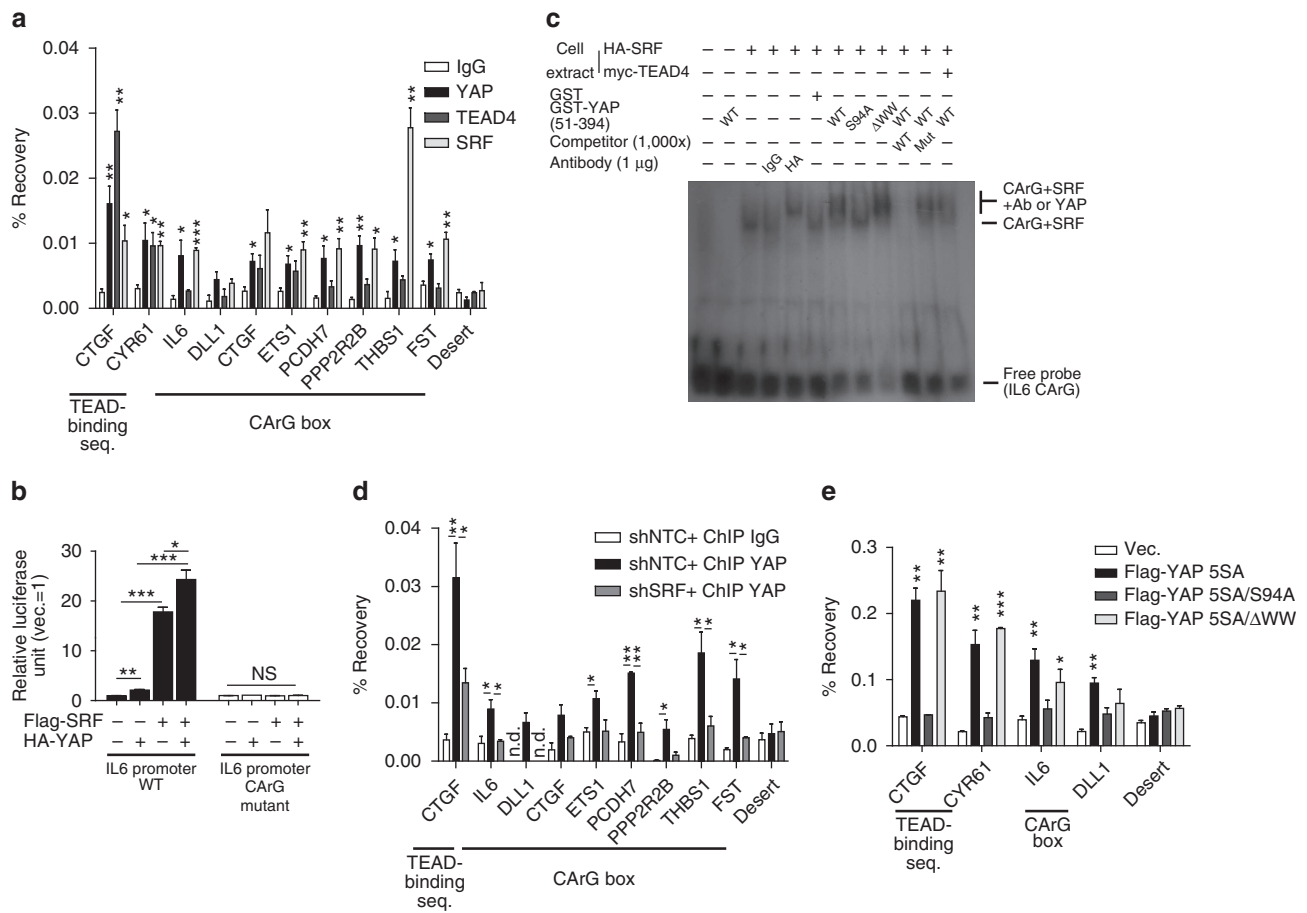 a
0.04
0.03
0.02
0.01
0.00
% Recovery
IgG
YAP
TEAD4
SRF
** ** * * * ** * *** * * ** * ** ** * * ** * **
CTGF CYR61 IL6 DLL1 CTGF ETS1 PCDH7 PPP2R2B THBS1 FST Desert
TEAD-
binding
seq.
CArG box
c
Cell HA-SRF – – + + + + + + + + + +
extract myc-TEAD4 – – – – – – – – – – – +
GST – – – – – + – – – – – –
GST-YAP
(51-394) – WT – – – – WT S94A ΔWW WT WT WT
Competitor (1,000x) – – – – – – – – – WT Mut –
Antibody (1 μg) – – – IgG HA – – – – – – –
CArG+SRF
+Ab or YAP
CArG+SRF
Free probe
(IL6 CArG)
b
Relative luciferase
unit (vec.=1)
30
20
10
0
** *** *** *
NS
Flag-SRF – – + + – – + +
HA-YAP – + – + – + – +
IL6 promoter
WT
IL6 promoter
CArG
mutant
d
0.04
0.03
0.02
0.01
0.00
% Recovery
shNTC+ ChIP IgG
shNTC+ ChIP YAP
shSRF+ ChIP YAP
** * * * * ** ** * * * * *
n.d. n.d.
CTGF IL6 DLL1 CTGF ETS1 PCDH7 PPP2R2B THBS1 FST Desert
TEAD-
binding
seq.
CArG box
e
0.3
0.2
0.1
0.0
% Recovery
Vec.
Flag-YAP 5SA
Flag-YAP 5SA/S94A
Flag-YAP 5SA/ΔWW
** ** ** *** ** * **
CTGF CYR61 IL6 DLL1 Desert
TEAD-
binding
seq.
CArG
box